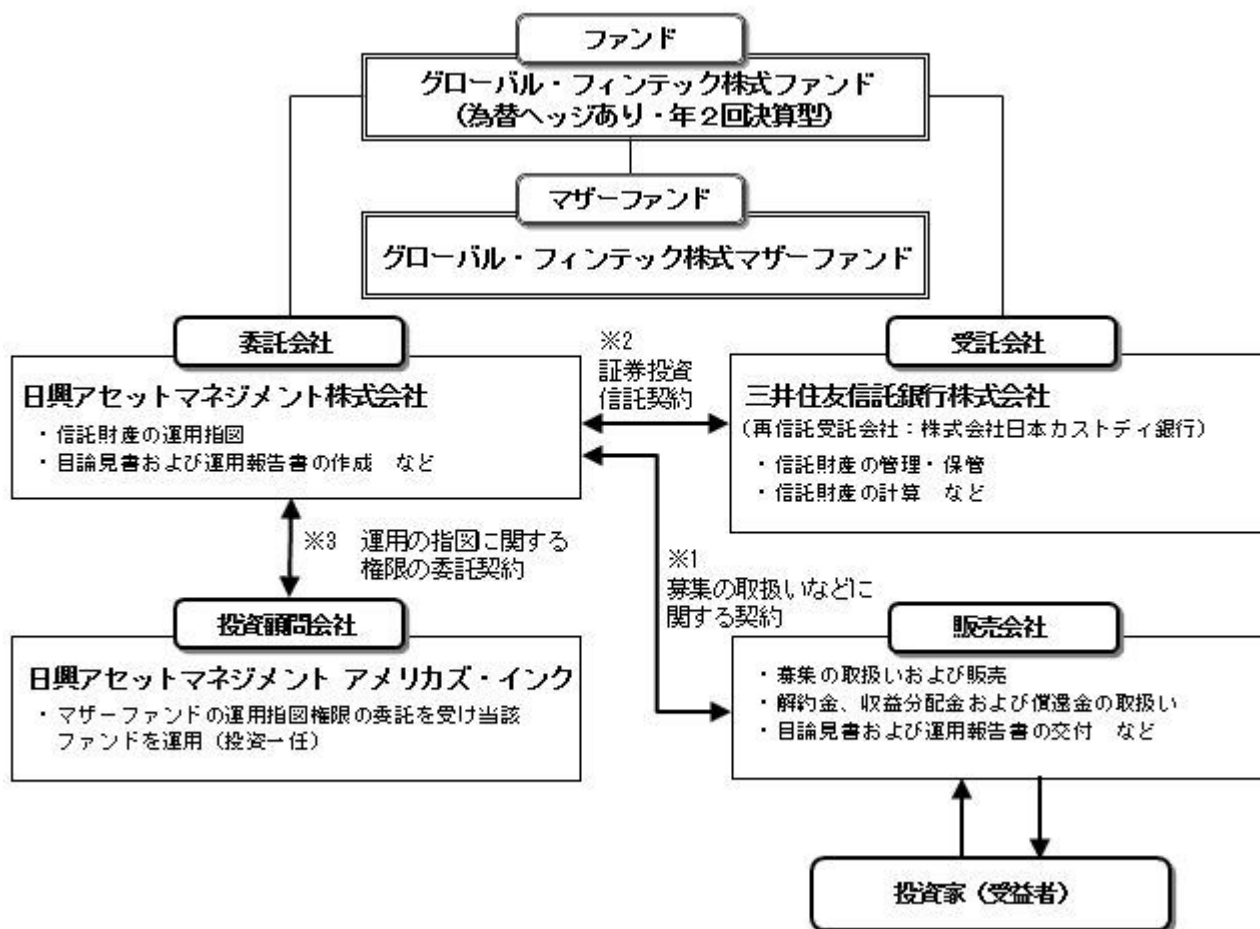 ファンド
グローバル・フィンテック株式ファンド
(為替ヘッジあり・年2回決算型)
マザーファンド
グローバル・フィンテック株式マザーファンド
委託会社
日興アセットマネジメント株式会社
・信託財産の運用指図
・目論見書および運用報告書の作成　など
※2
証券投資
信託契約
受託会社
三井住友信託銀行株式会社
(再信託受託会社：株式会社日本カストディ銀行)
・信託財産の管理・保管
・信託財産の計算　など
※3　運用の指図に関する
権限の委託契約
※1
募集の取扱いなどに
関する契約
投資顧問会社
日興アセットマネジメント アメリカズ・インク
・マザーファンドの運用指図権限の委託を受け当該
ファンドを運用（投資一任）
販売会社
・募集の取扱いおよび販売
・解約金、収益分配金および償還金の取扱い
・目論見書および運用報告書の交付　など
投資家（受益者）